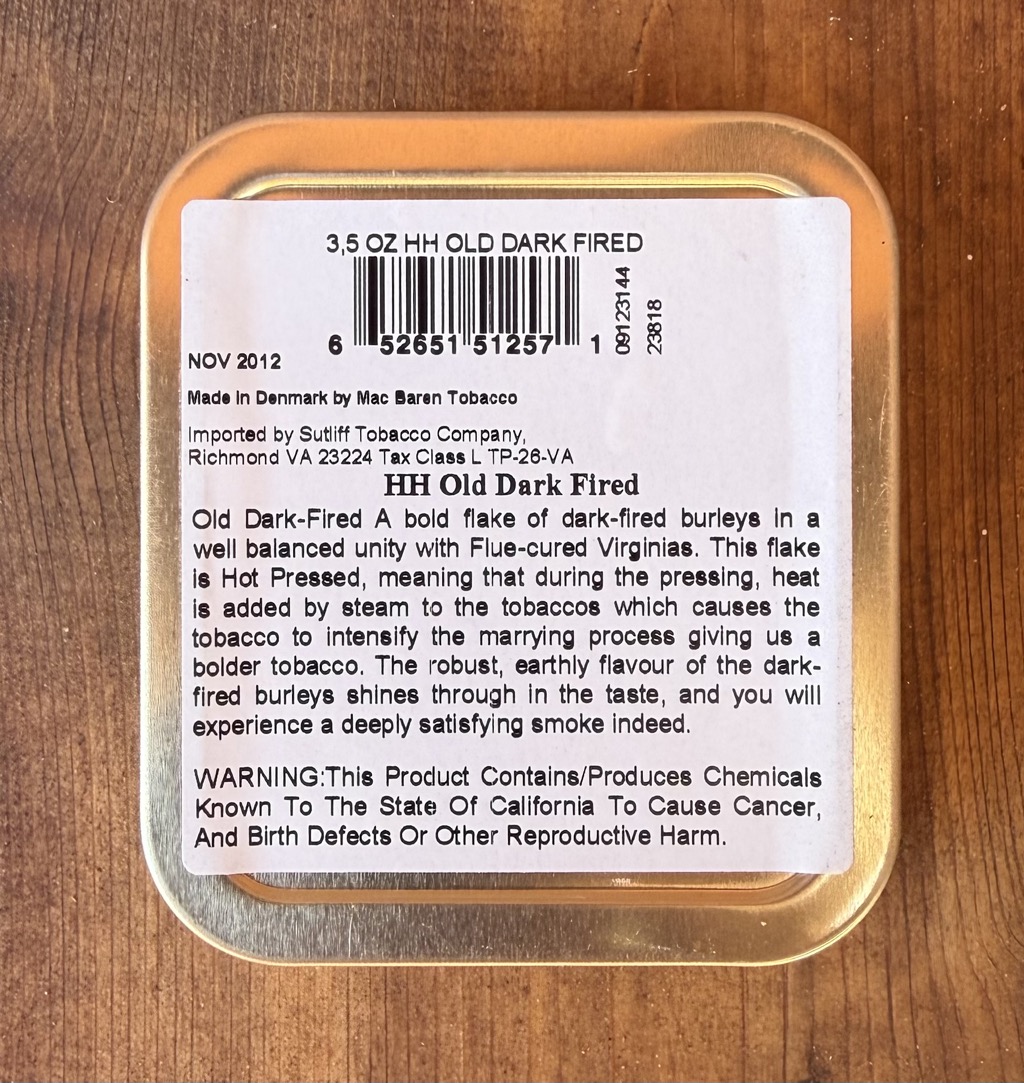 3,5 OZ HH OLD DARK FIRED
6 52651 51257 1
09123144
23818
NOV 2012
Made In Denmark by Mac Baren Tobacco
Imported by Sutliff Tobacco Company,
Richmond VA 23224 Tax Class L TP-26-VA
HH Old Dark Fired
Old Dark-Fired A bold flake of dark-fired burleys in a
well balanced unity with Flue-cured Virginias. This flake
is Hot Pressed, meaning that during the pressing, heat
is added by steam to the tobaccos which causes the
tobacco to intensify the marrying process giving us a
bolder tobacco. The robust, earthly flavour of the dark-
fired burleys shines through in the taste, and you will
experience a deeply satisfying smoke indeed.
WARNING:This Product Contains/Produces Chemicals
Known To The State Of California To Cause Cancer,
And Birth Defects Or Other Reproductive Harm.